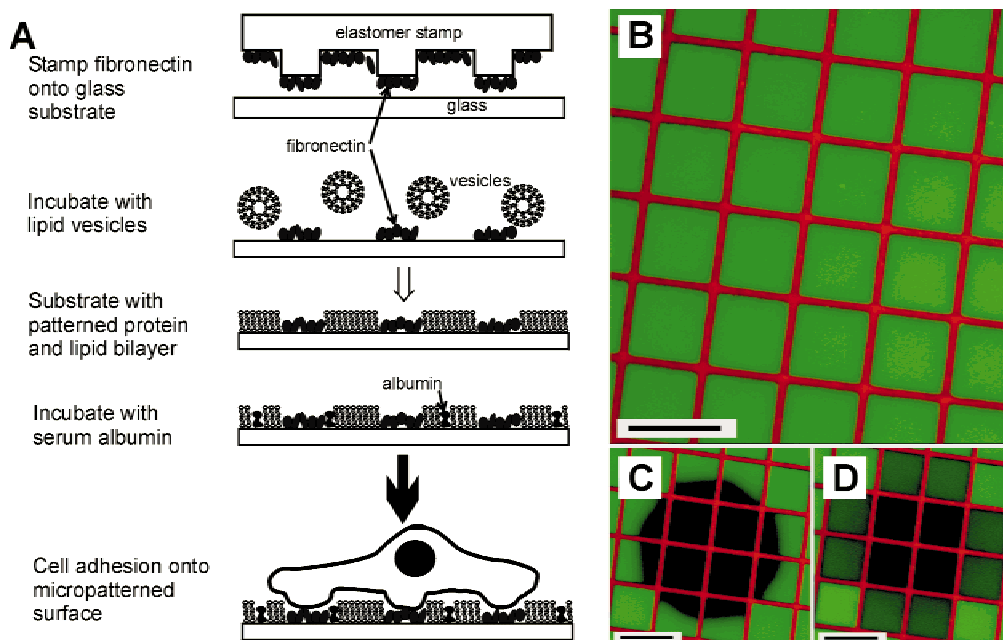 A
Stamp fibronectin
onto glass
substrate
elastomer stamp
glass
fibronectin
Incubate with
lipid vesicles
vesicles
Substrate with
patterned protein
and lipid bilayer
Incubate with
serum albumin
albumin
Cell adhesion onto
micropatterned
surface
B
C
D